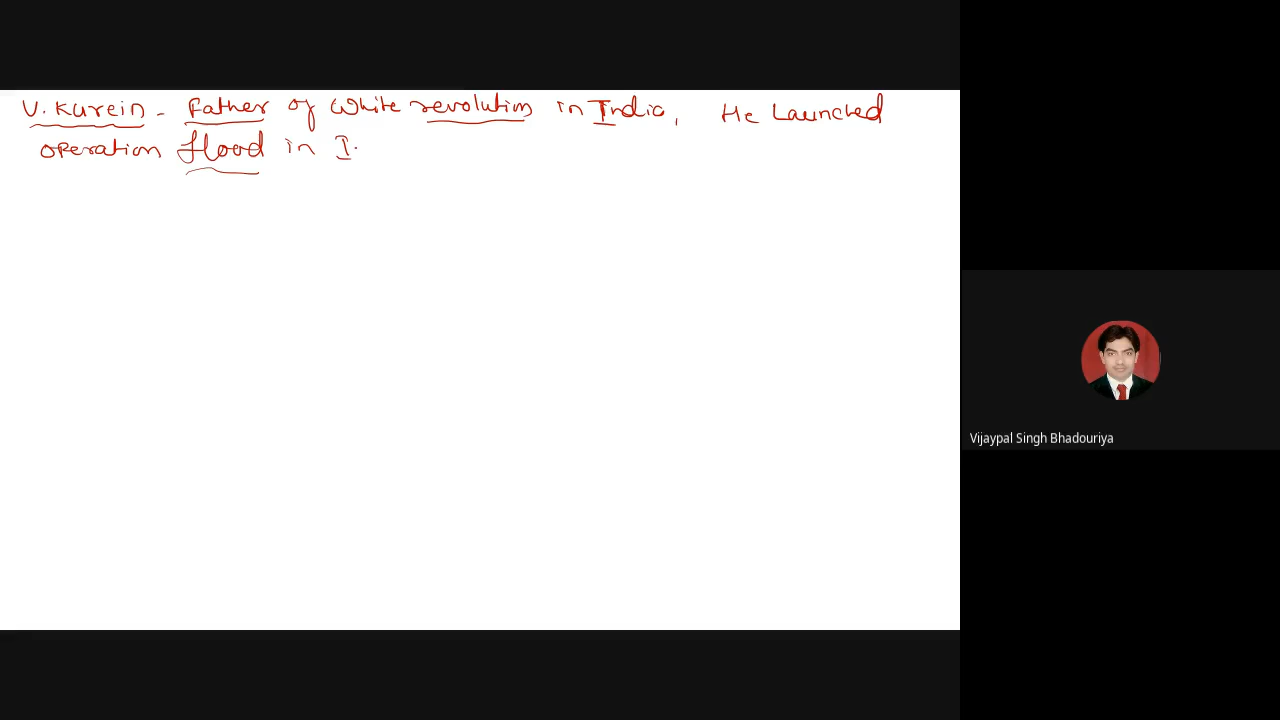 V. Kurein - Father of White revolution in India, He Launched
operation flood in I.
Vijaypal Singh Bhadouriya